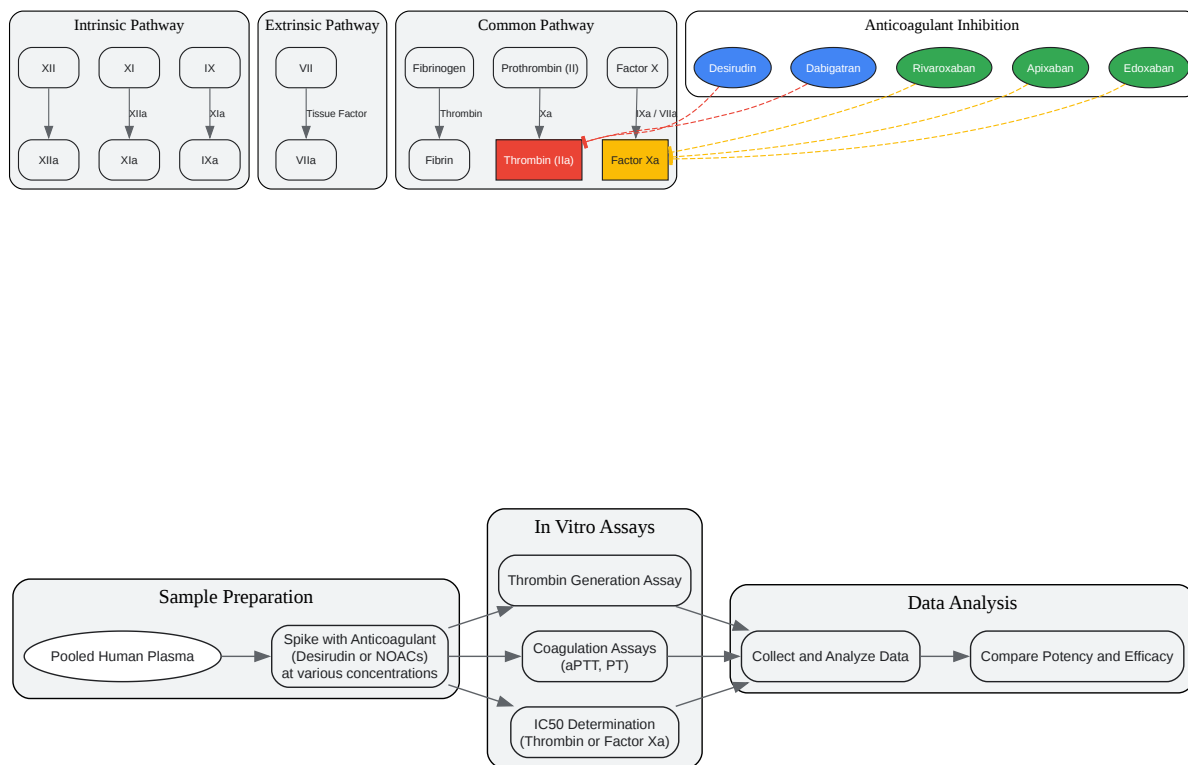 Intrinsic Pathway
Extrinsic Pathway
Common Pathway
Anticoagulant Inhibition
XII
XI
IX
VII
Fibrinogen
Prothrombin (II)
Factor X
Desirudin
Dabigatran
Rivaroxaban
Apixaban
Edoxaban
XIIa
XIa
Tissue Factor
Thrombin
Xa
IXa / VIIa
XIIa
XIa
IXa
VIIa
Fibrin
Thrombin (IIa)
Factor Xa
In Vitro Assays
Thrombin Generation Assay
Sample Preparation
Data Analysis
Pooled Human Plasma
Spike with Anticoagulant
(Desirudin or NOACs)
at various concentrations
Coagulation Assays
(aPTT, PT)
Collect and Analyze Data
Compare Potency and Efficacy
IC50 Determination
(Thrombin or Factor Xa)